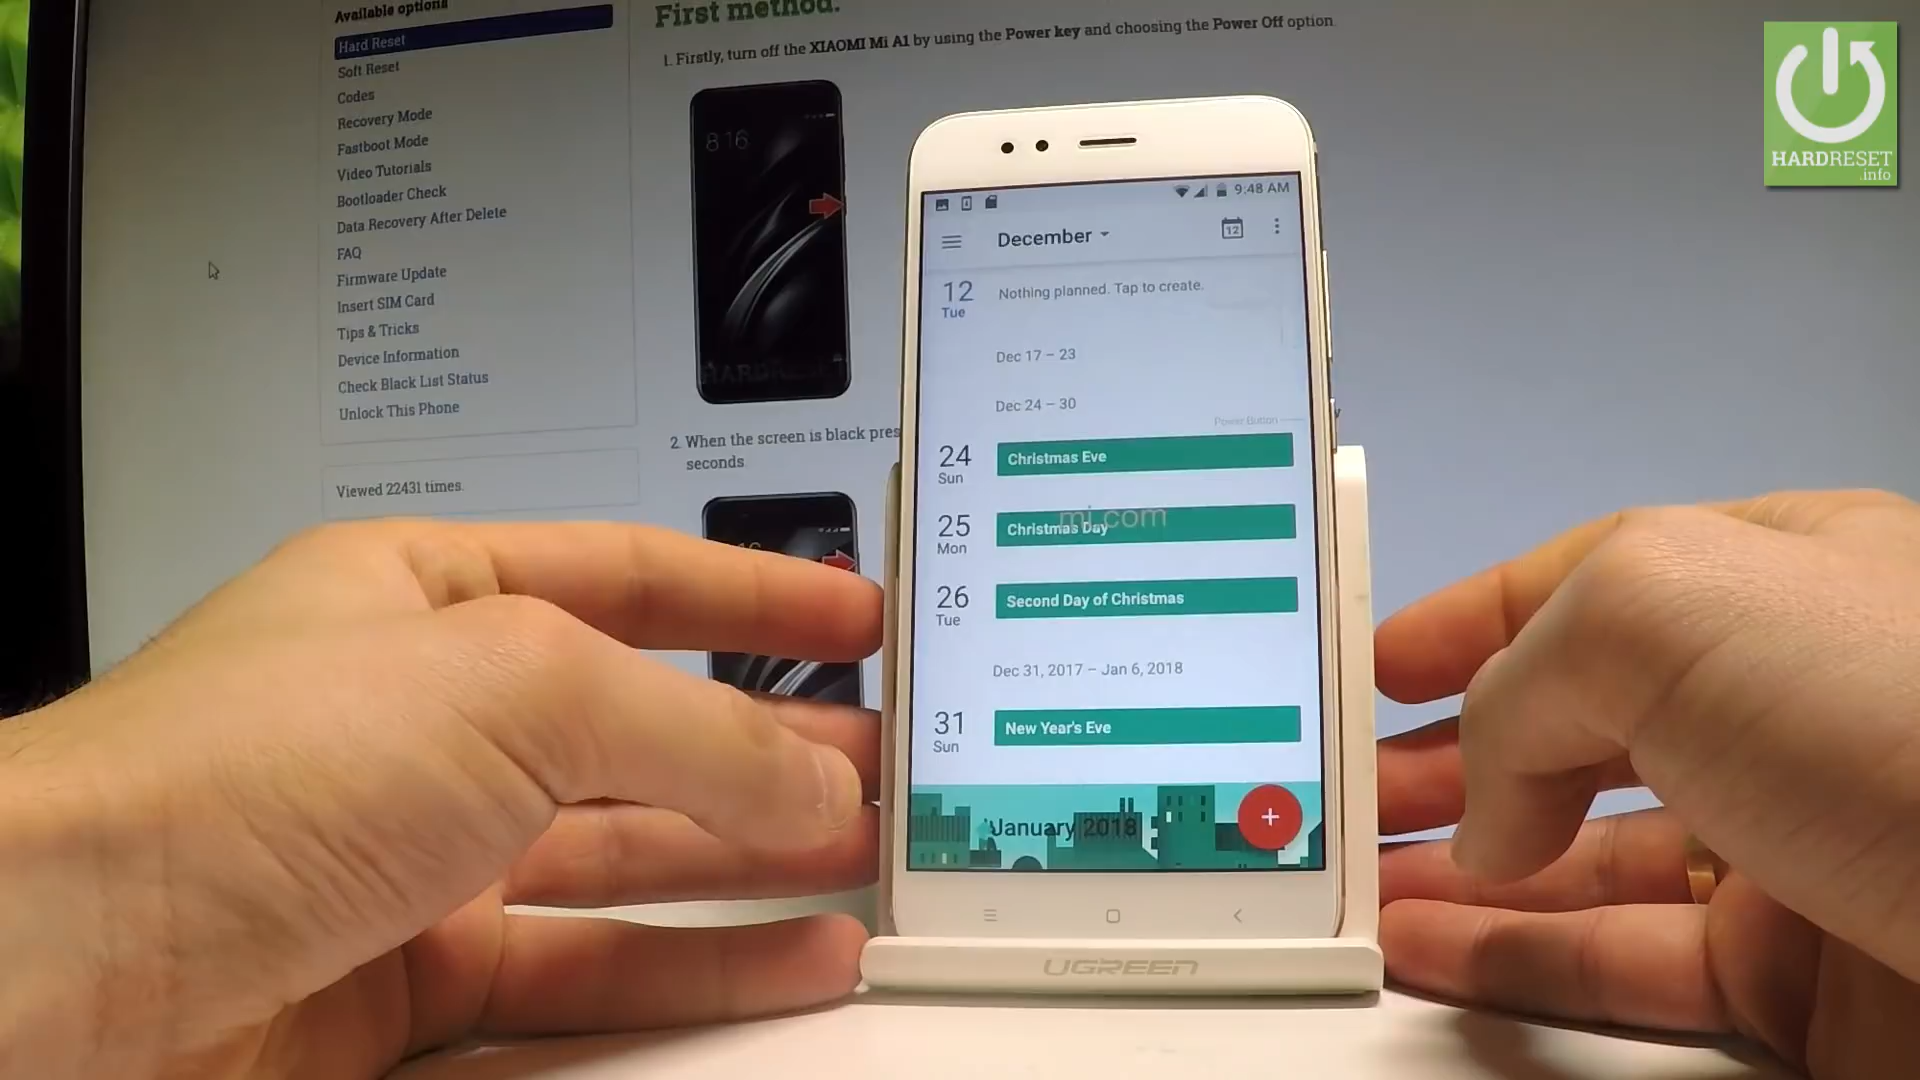 Available options
Hard Reset
Soft Reset
Codes
Recovery Mode
Fastboot Mode
Video Tutorials
Bootloader Check
Data Recovery After Delete
FAQ
Firmware Update
Insert SIM Card
Tips & Tricks
Device Information
Check Black List Status
Unlock This Phone
Viewed 22431 times.
First method:
1. Firstly, turn off the XIAOMI Mi A1 by using the Power key and choosing the Power Off option.
8 16
2. When the screen is black pres
seconds.
9:48 AM
December
12
12 Nothing planned. Tap to create.
Tue
Dec 17 – 23
Dec 24 – 30
Power Button
24 Christmas Eve
Sun
25 Christmas Day
Mon
mi.com
26 Second Day of Christmas
Tue
Dec 31, 2017 – Jan 6, 2018
31 New Year's Eve
Sun
January 2018
+
UGREEN
HARDRESET
.info